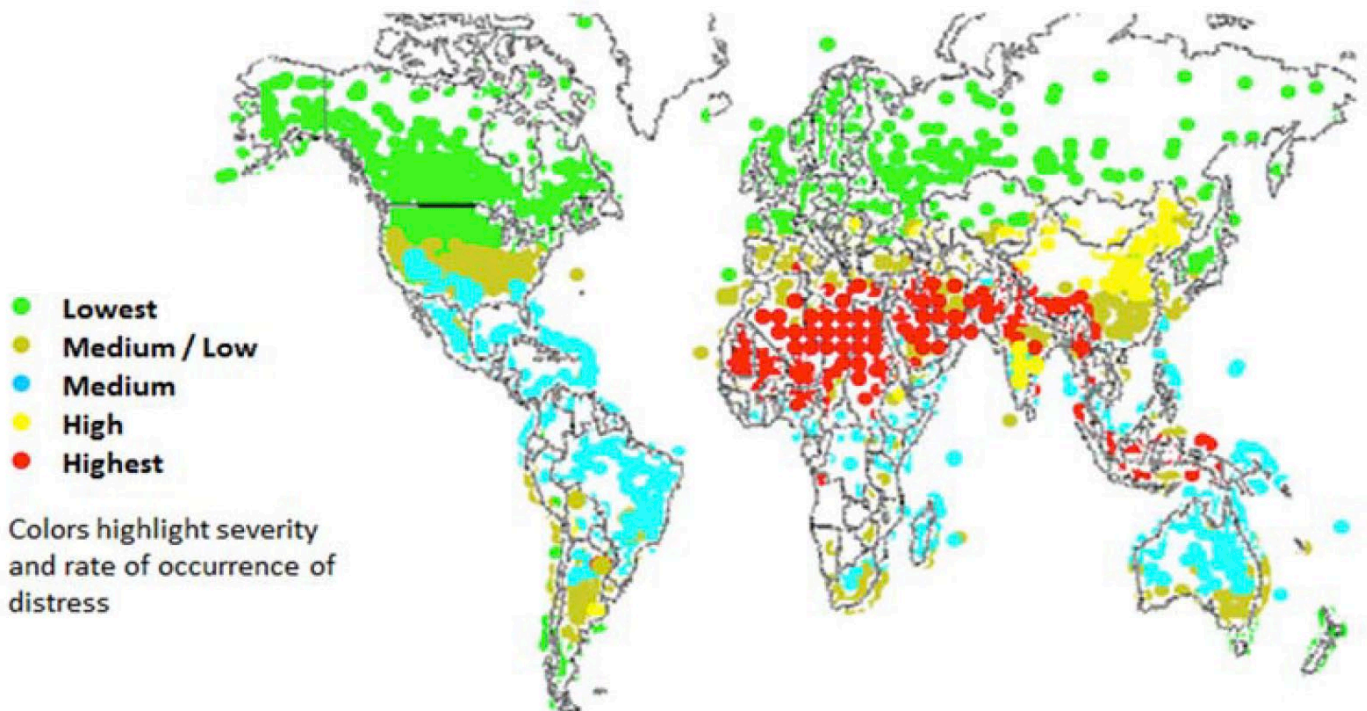 Lowest
Medium / Low
Medium
High
Highest
Colors highlight severity
and rate of occurrence of
distress